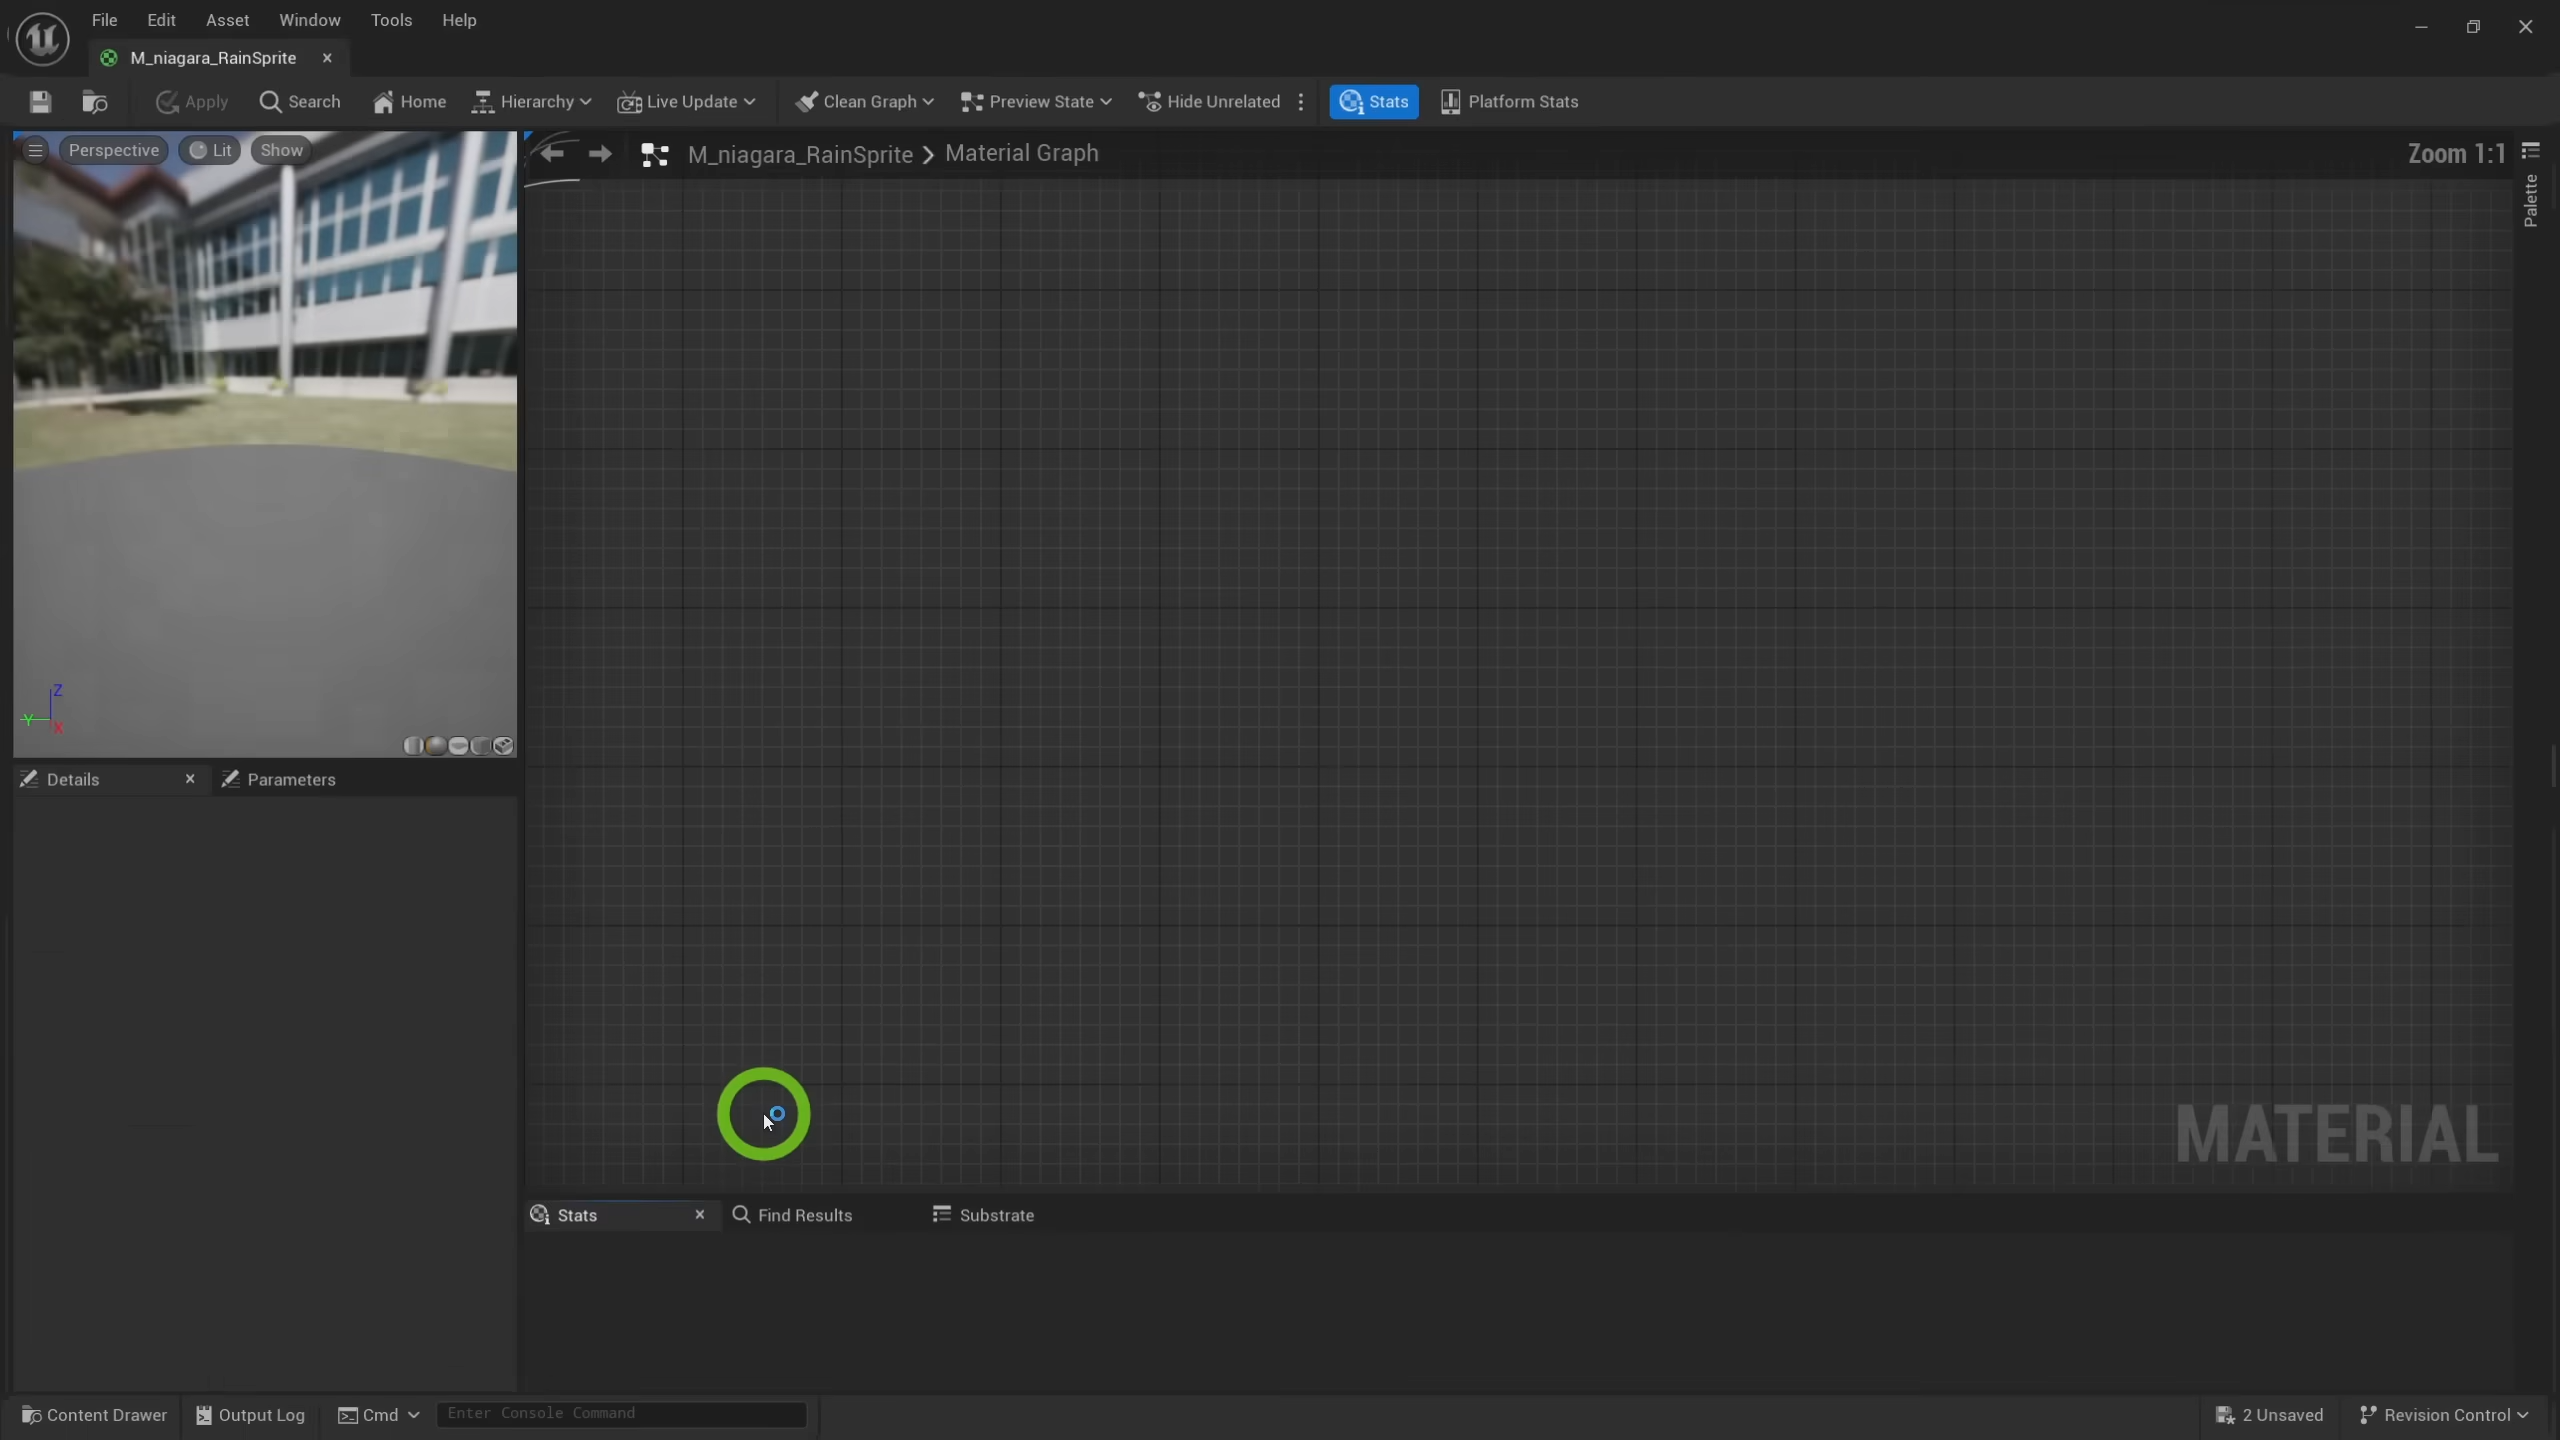 File Edit Asset Window Tools Help
M_niagara_RainSprite
Apply Search Home Hierarchy Live Update Clean Graph Preview State Hide Unrelated Stats Platform Stats
Perspective Lit Show
M_niagara_RainSprite Material Graph
Zoom 1:1
Palette
Z
Y
X
Details Parameters
MATERIAL
Stats Find Results Substrate
Content Drawer Output Log Cmd Enter Console Command 2 Unsaved Revision Control